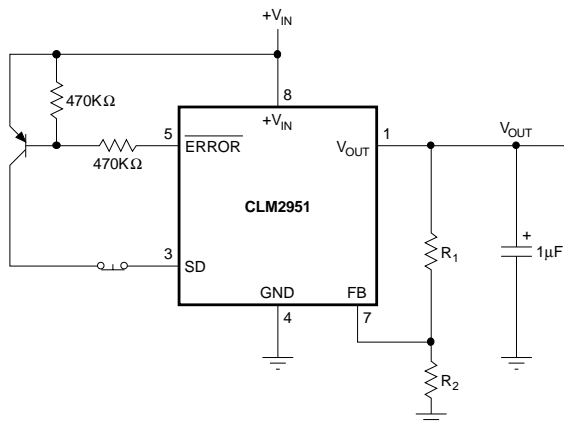 +VIN
470KΩ
8
+VIN
5
ERROR
470KΩ
1
VOUT
VOUT
CLM2951
3
SD
R1
+
1µF
GND
FB
4
7
R2